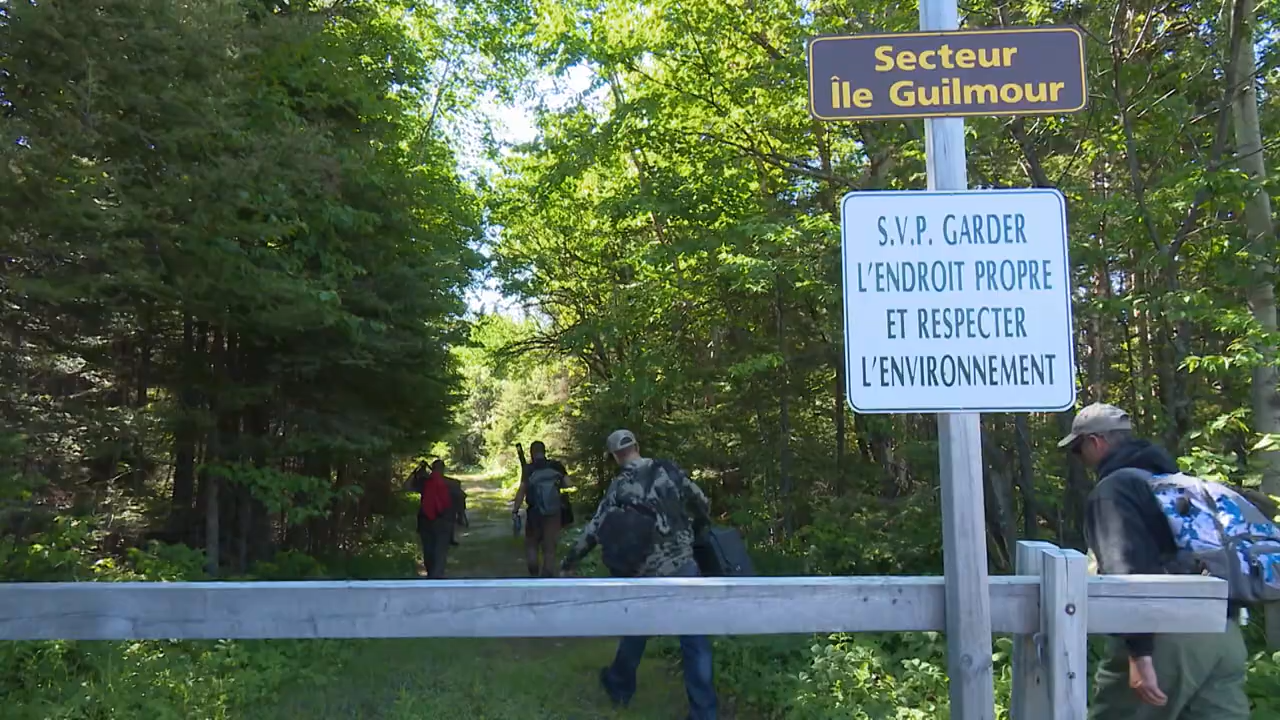 Secteur
Île Guilmour
S.V.P. GARDER
L'ENDROIT PROPRE
ET RESPECTER
L'ENVIRONNEMENT